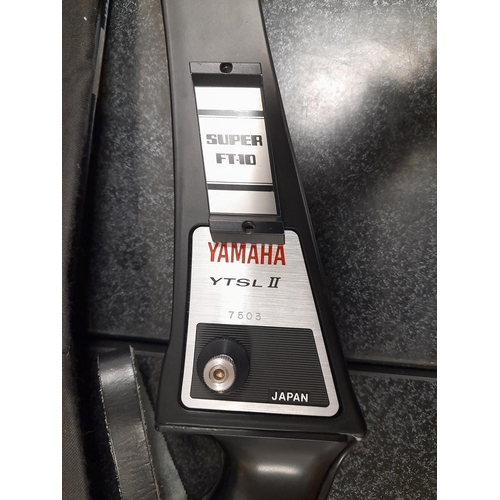 SUPER
FT-10
YAMAHA
YTSL II
7503
JAPAN